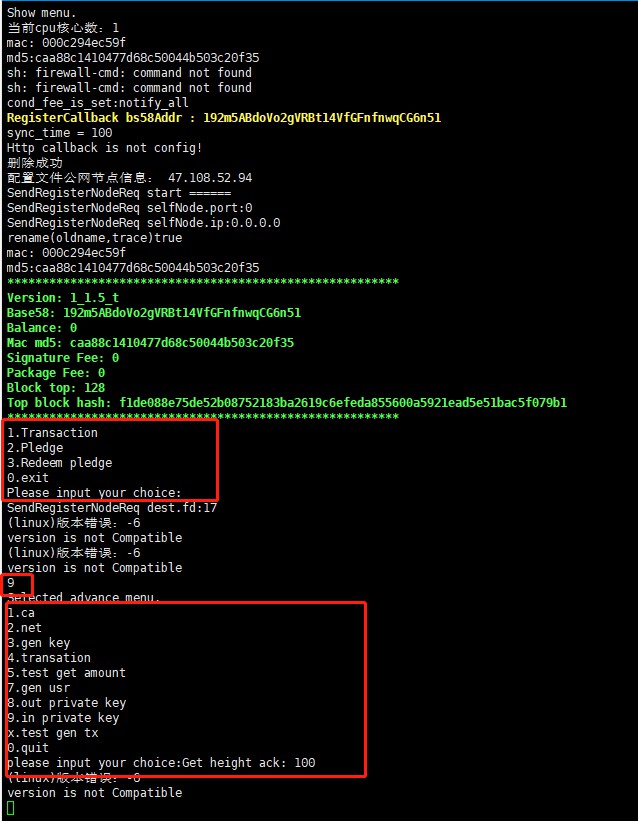 Show menu.
当前cpu核心数：1
mac: 000c294ec59f
md5:caa88c1410477d68c50044b503c20f35
sh: firewall-cmd: command not found
sh: firewall-cmd: command not found
cond_fee_is_set:notify_all
RegisterCallback bs58Addr : 192m5ABdoVo2gVRBt14VfGFnfnwqCG6n51
sync_time = 100
Http callback is not config!
删除成功
配置文件公网节点信息： 47.108.52.94
SendRegisterNodeReq start ======
SendRegisterNodeReq selfNode.port:0
SendRegisterNodeReq selfNode.ip:0.0.0.0
rename(oldname,trace)true
mac: 000c294ec59f
md5:caa88c1410477d68c50044b503c20f35
********************************************************
Version: 1_1.5_t
Base58: 192m5ABdoVo2gVRBt14VfGFnfnwqCG6n51
Balance: 0
Mac md5: caa88c1410477d68c50044b503c20f35
Signature Fee: 0
Package Fee: 0
Block top: 128
Top block hash: f1de088e75de52b08752183ba2619c6efeda855600a5921ead5e51bac5f079b1
********************************************************
1.Transaction
2.Pledge
3.Redeem pledge
0.exit
Please input your choice:
SendRegisterNodeReq dest.fd:17
(linux)版本错误：-6
version is not Compatible
(linux)版本错误：-6
version is not Compatible
9
Selected advance menu.
1.ca
2.net
3.gen key
4.transation
5.test get amount
7.gen usr
8.out private key
9.in private key
x.test gen tx
0.quit
please input your choice:Get height ack: 100
(linux)版本错误：-6
version is not Compatible